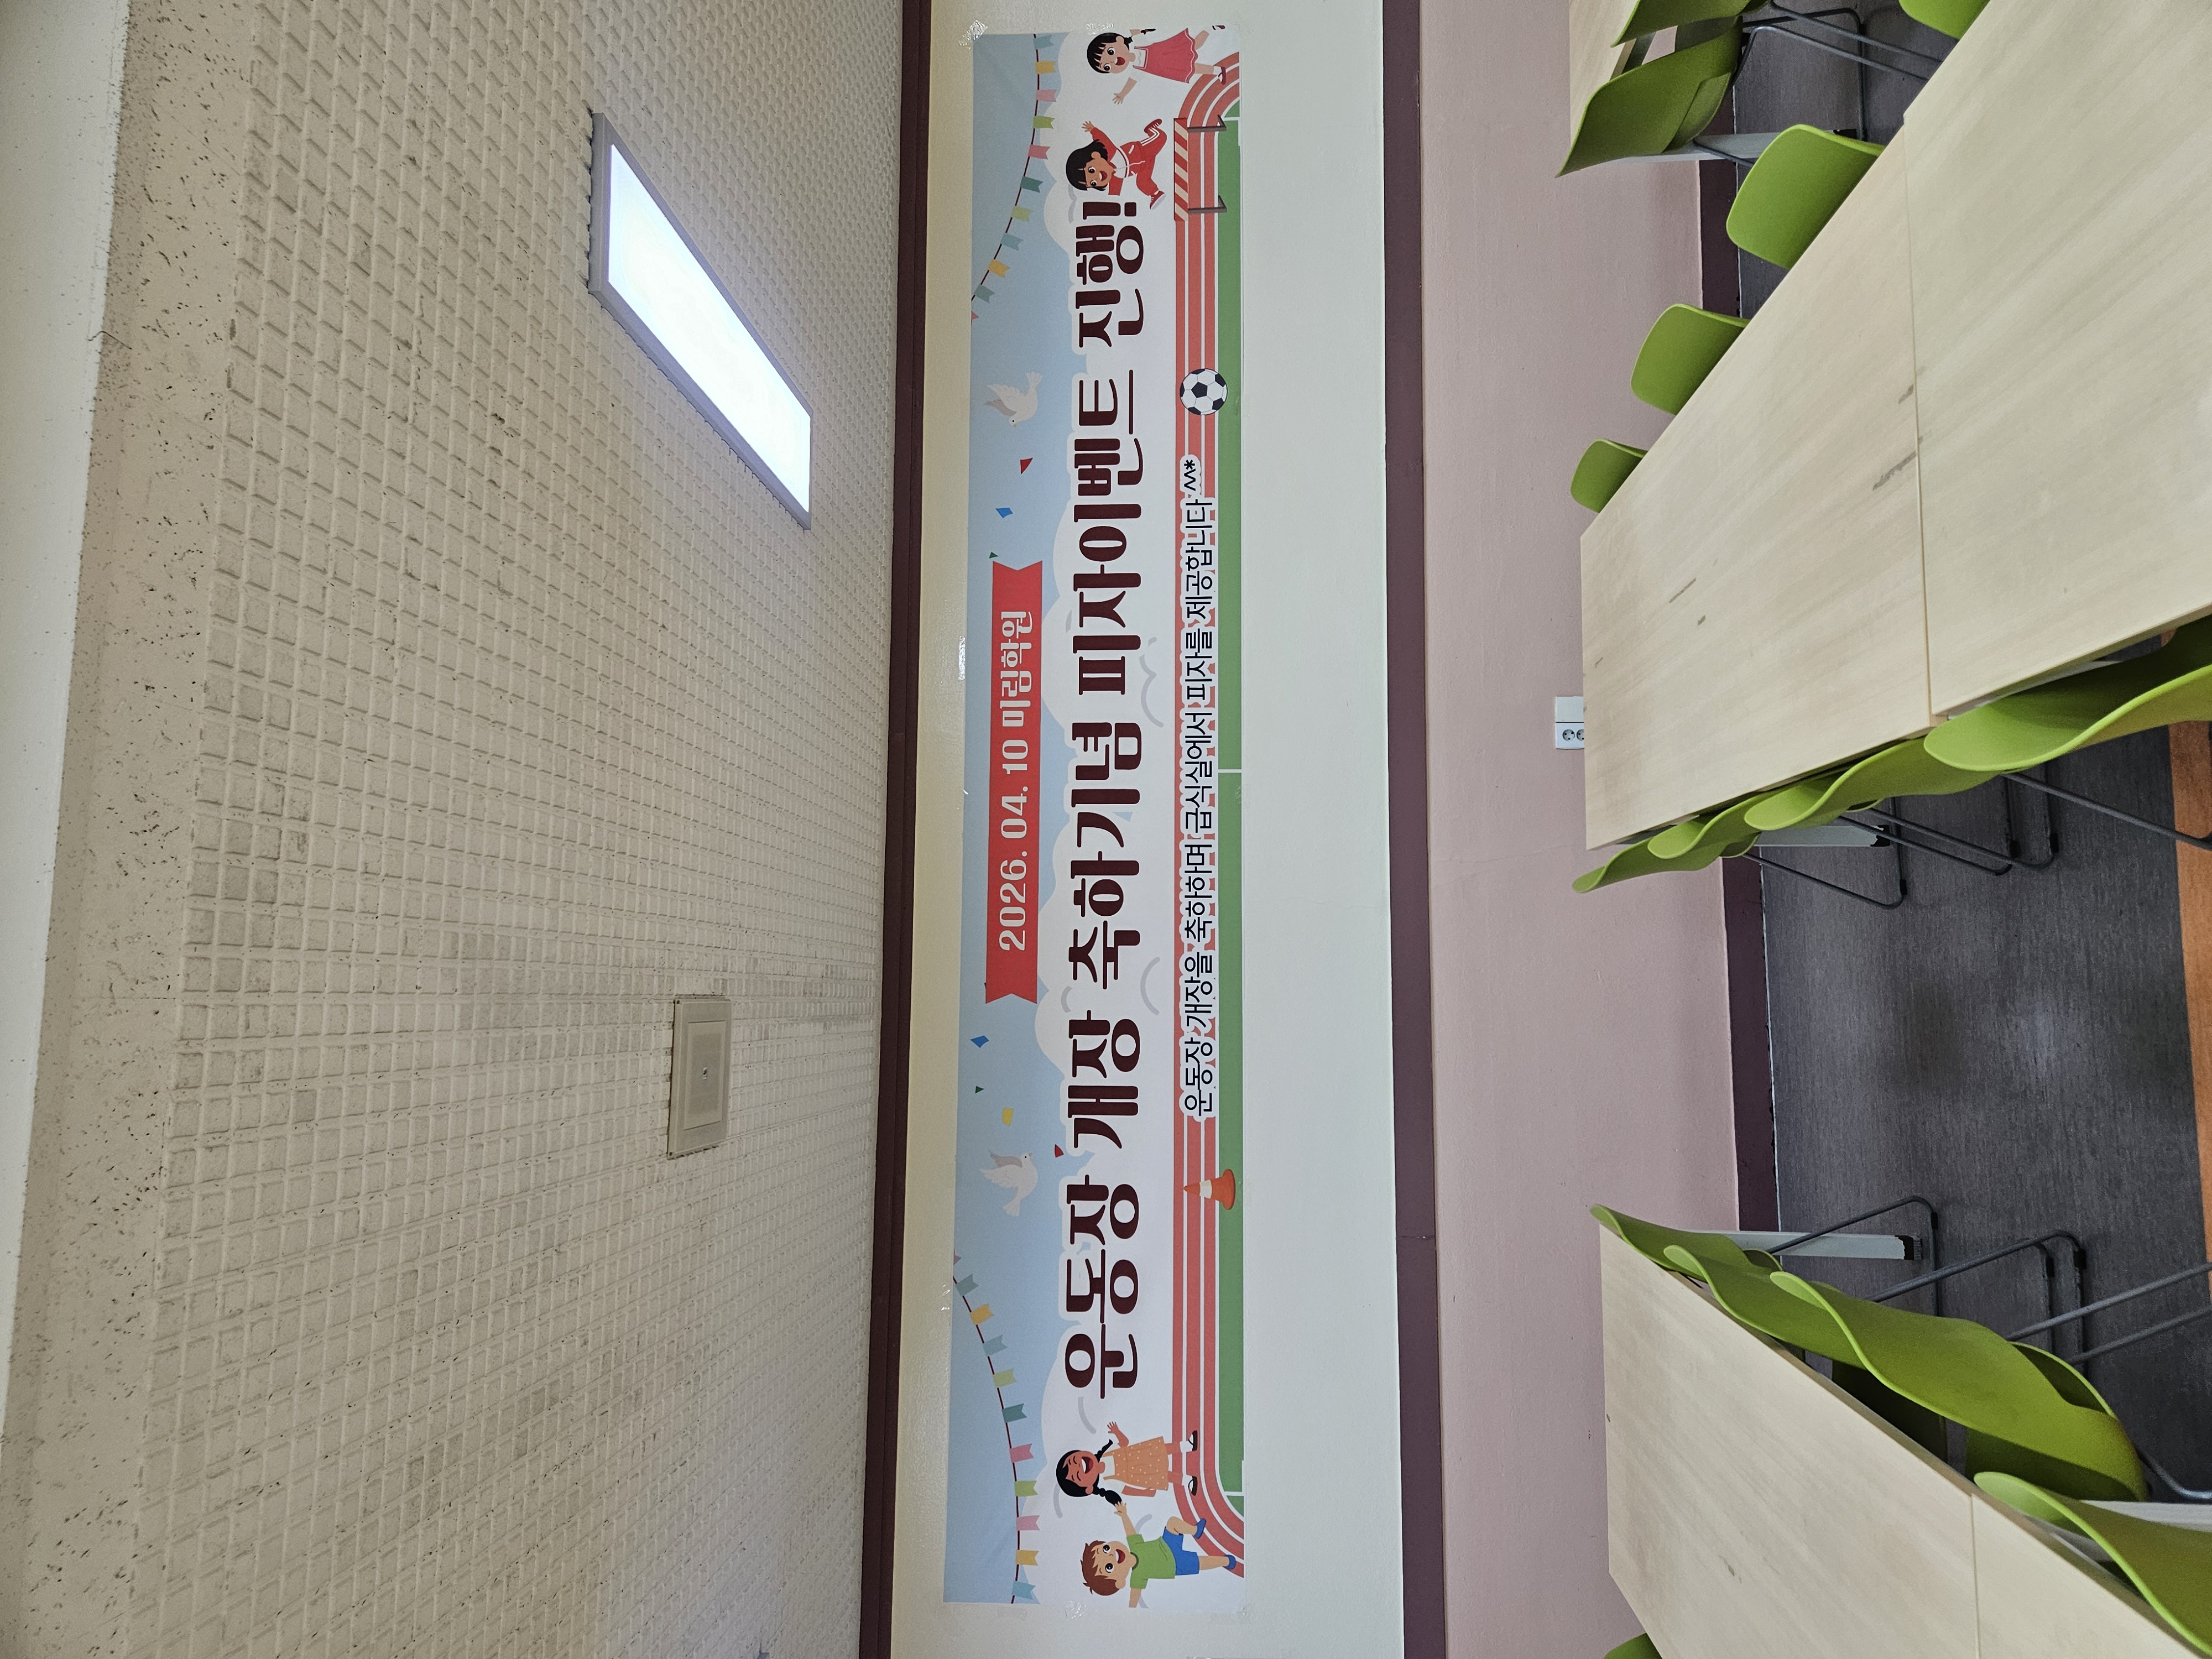 2026. 04. 10 미림학원
운동장 개장 축하기념 피자이벤트 진행!
운동장 개장을 축하하며 급식실에서 피자를 제공합니다^^*